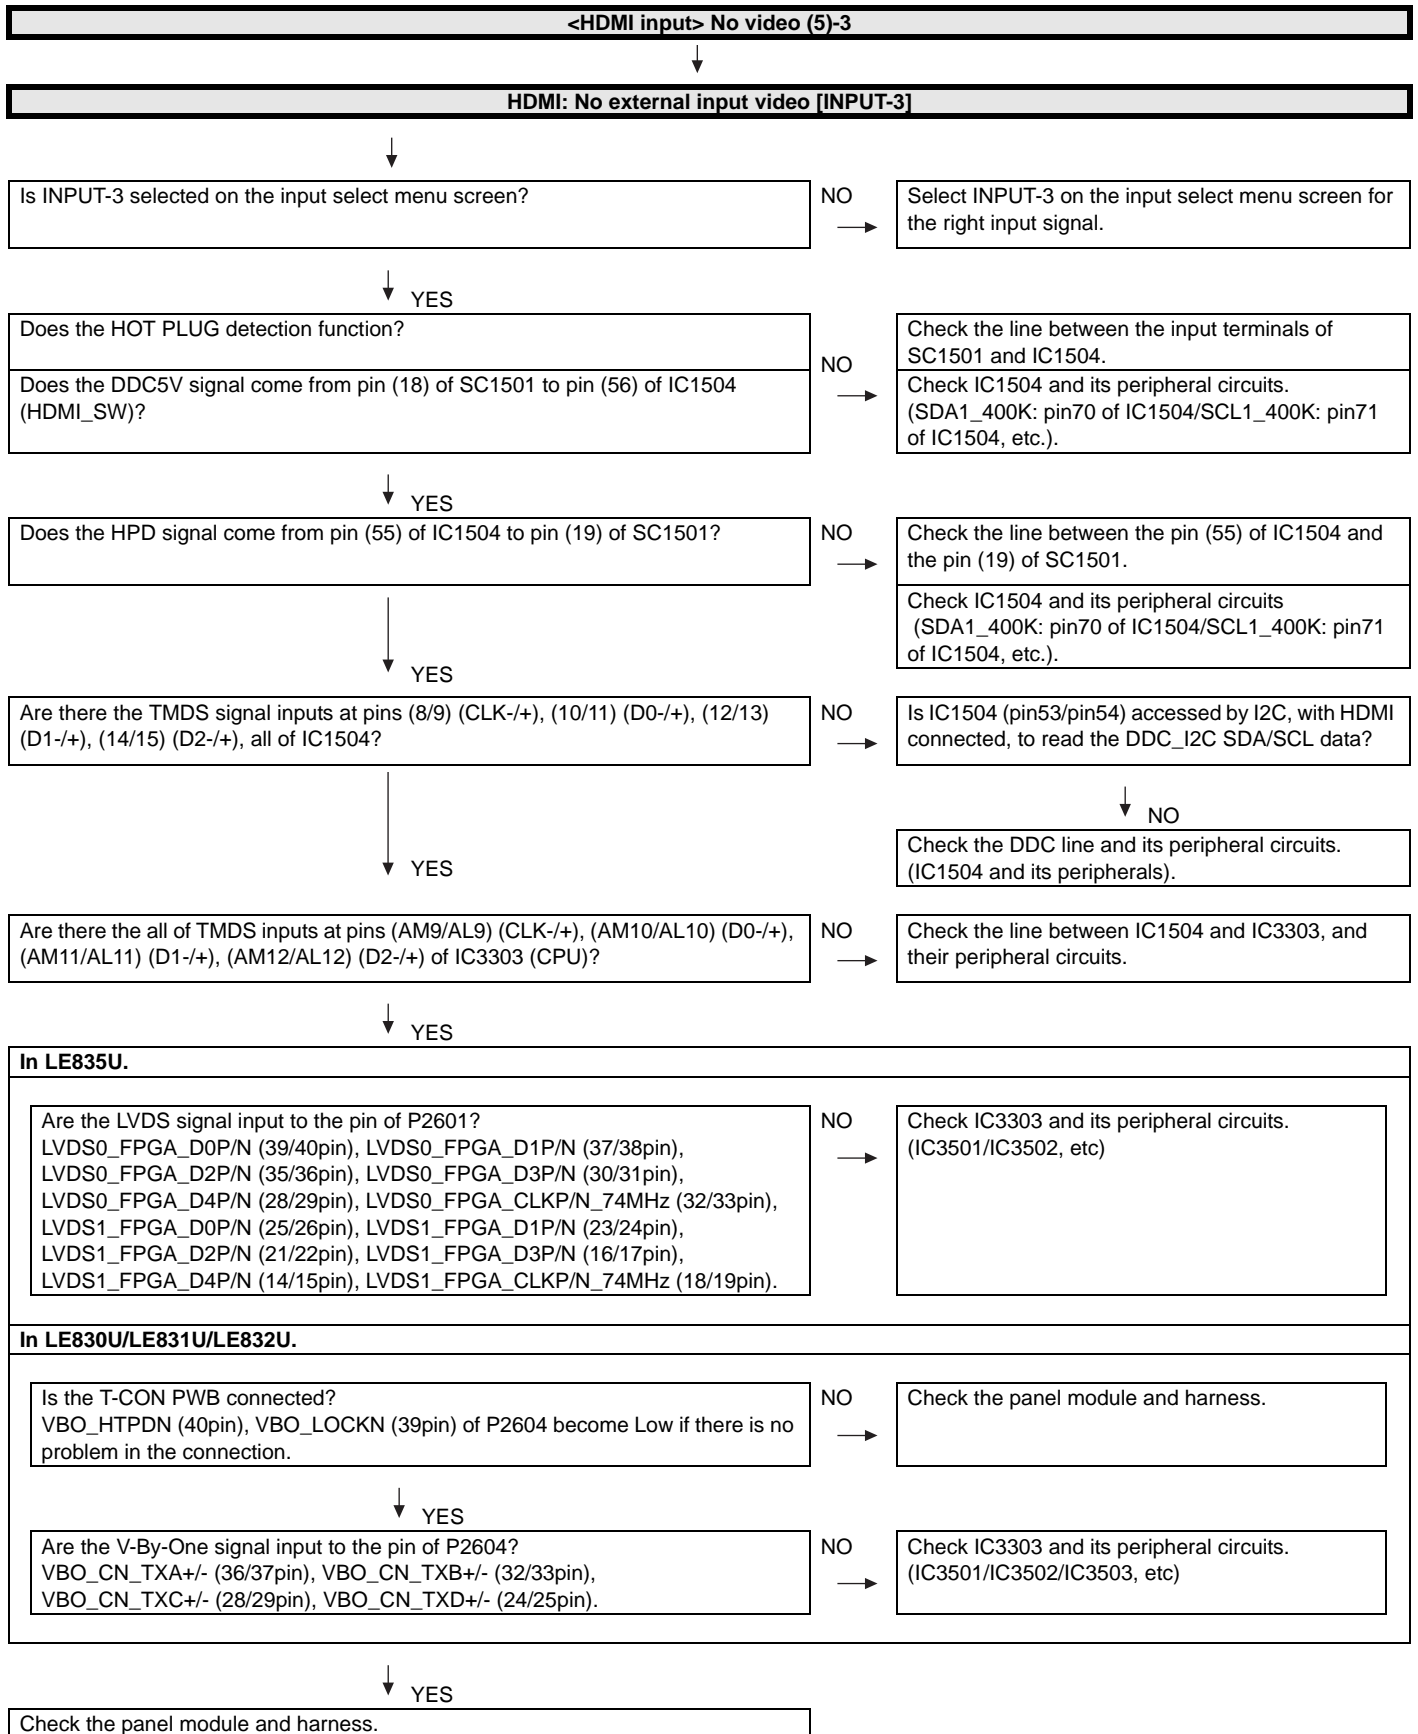 <HDMI input> No video (5)-3
HDMI: No external input video [INPUT-3]
Is INPUT-3 selected on the input select menu screen?
NO
Select INPUT-3 on the input select menu screen for
the right input signal.
YES
Does the HOT PLUG detection function?
Does the DDC5V signal come from pin (18) of SC1501 to pin (56) of IC1504
(HDMI_SW)?
NO
Check the line between the input terminals of
SC1501 and IC1504.
Check IC1504 and its peripheral circuits.
(SDA1_400K: pin70 of IC1504/SCL1_400K: pin71
of IC1504, etc.).
YES
Does the HPD signal come from pin (55) of IC1504 to pin (19) of SC1501?
NO
Check the line between the pin (55) of IC1504 and
the pin (19) of SC1501.
Check IC1504 and its peripheral circuits
(SDA1_400K: pin70 of IC1504/SCL1_400K: pin71
of IC1504, etc.).
YES
Are there the TMDS signal inputs at pins (8/9) (CLK-/+), (10/11) (D0-/+), (12/13)
(D1-/+), (14/15) (D2-/+), all of IC1504?
NO
Is IC1504 (pin53/pin54) accessed by I2C, with HDMI
connected, to read the DDC_I2C SDA/SCL data?
NO
Check the DDC line and its peripheral circuits.
(IC1504 and its peripherals).
YES
Are there the all of TMDS inputs at pins (AM9/AL9) (CLK-/+), (AM10/AL10) (D0-/+),
(AM11/AL11) (D1-/+), (AM12/AL12) (D2-/+) of IC3303 (CPU)?
NO
Check the line between IC1504 and IC3303, and
their peripheral circuits.
YES
In LE835U.
Are the LVDS signal input to the pin of P2601?
LVDS0_FPGA_D0P/N (39/40pin), LVDS0_FPGA_D1P/N (37/38pin),
LVDS0_FPGA_D2P/N (35/36pin), LVDS0_FPGA_D3P/N (30/31pin),
LVDS0_FPGA_D4P/N (28/29pin), LVDS0_FPGA_CLKP/N_74MHz (32/33pin),
LVDS1_FPGA_D0P/N (25/26pin), LVDS1_FPGA_D1P/N (23/24pin),
LVDS1_FPGA_D2P/N (21/22pin), LVDS1_FPGA_D3P/N (16/17pin),
LVDS1_FPGA_D4P/N (14/15pin), LVDS1_FPGA_CLKP/N_74MHz (18/19pin).
NO
Check IC3303 and its peripheral circuits.
(IC3501/IC3502, etc)
In LE830U/LE831U/LE832U.
Is the T-CON PWB connected?
VBO_HTPDN (40pin), VBO_LOCKN (39pin) of P2604 become Low if there is no
problem in the connection.
NO
Check the panel module and harness.
YES
Are the V-By-One signal input to the pin of P2604?
VBO_CN_TXA+/- (36/37pin), VBO_CN_TXB+/- (32/33pin),
VBO_CN_TXC+/- (28/29pin), VBO_CN_TXD+/- (24/25pin).
NO
Check IC3303 and its peripheral circuits.
(IC3501/IC3502/IC3503, etc)
YES
Check the panel module and harness.